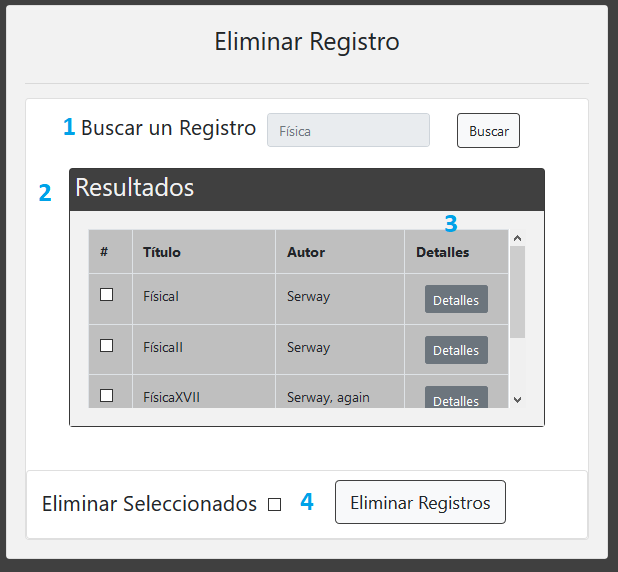 Eliminar Registro
1 Buscar un Registro Física Buscar
2 Resultados
3
# Título Autor Detalles
FísicaI Serway Detalles
FísicaII Serway Detalles
FísicaXVII Serway, again Detalles
Eliminar Seleccionados 4 Eliminar Registros